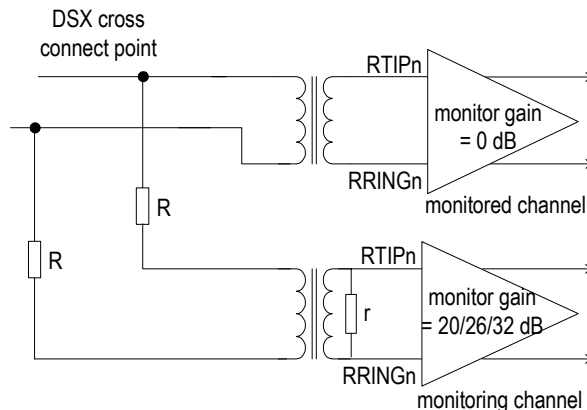 DSX cross
connect point
RTIPn
monitor gain
= 0 dB
RRINGn
monitored channel
R
R
RTIPn
r
monitor gain
= 20/26/32 dB
RRINGn
monitoring channel